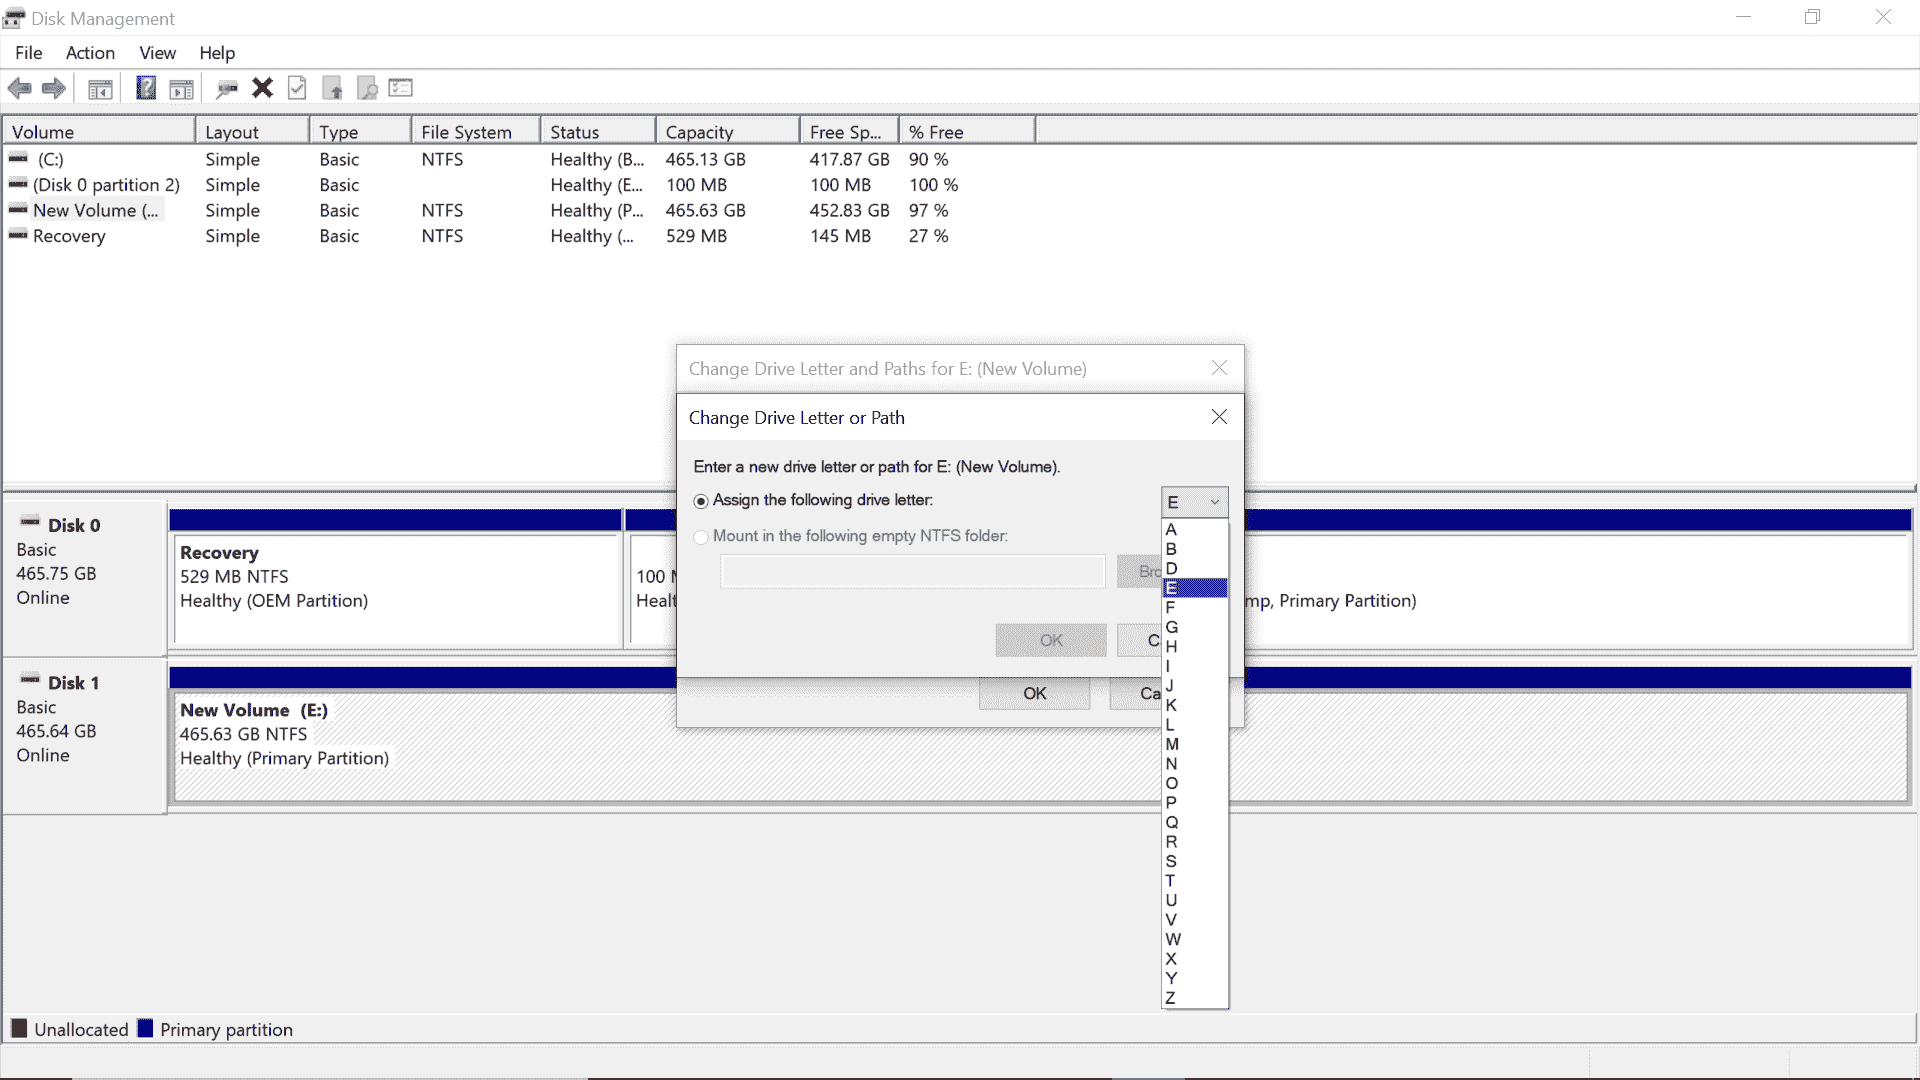 Disk Management
File Action View Help
Volume Layout Type File System Status Capacity Free Sp... % Free
(C:) Simple Basic NTFS Healthy (B... 465.13 GB 417.87 GB 90 %
(Disk 0 partition 2) Simple Basic Healthy (E... 100 MB 100 MB 100 %
New Volume (... Simple Basic NTFS Healthy (P... 465.63 GB 452.83 GB 97 %
Recovery Simple Basic NTFS Healthy (... 529 MB 145 MB 27 %
Change Drive Letter and Paths for E: (New Volume)
Change Drive Letter or Path
Enter a new drive letter or path for E: (New Volume).
Assign the following drive letter:
E
Mount in the following empty NTFS folder:
Bro
OK C
OK Ca
A
B
D
E
F
G
H
I
J
K
L
M
N
O
P
Q
R
S
T
U
V
W
X
Y
Z
Disk 0
Basic
465.75 GB
Online
Recovery
529 MB NTFS
Healthy (OEM Partition)
100 M
Healt
mp, Primary Partition)
Disk 1
Basic
465.64 GB
Online
New Volume (E:)
465.63 GB NTFS
Healthy (Primary Partition)
Unallocated Primary partition